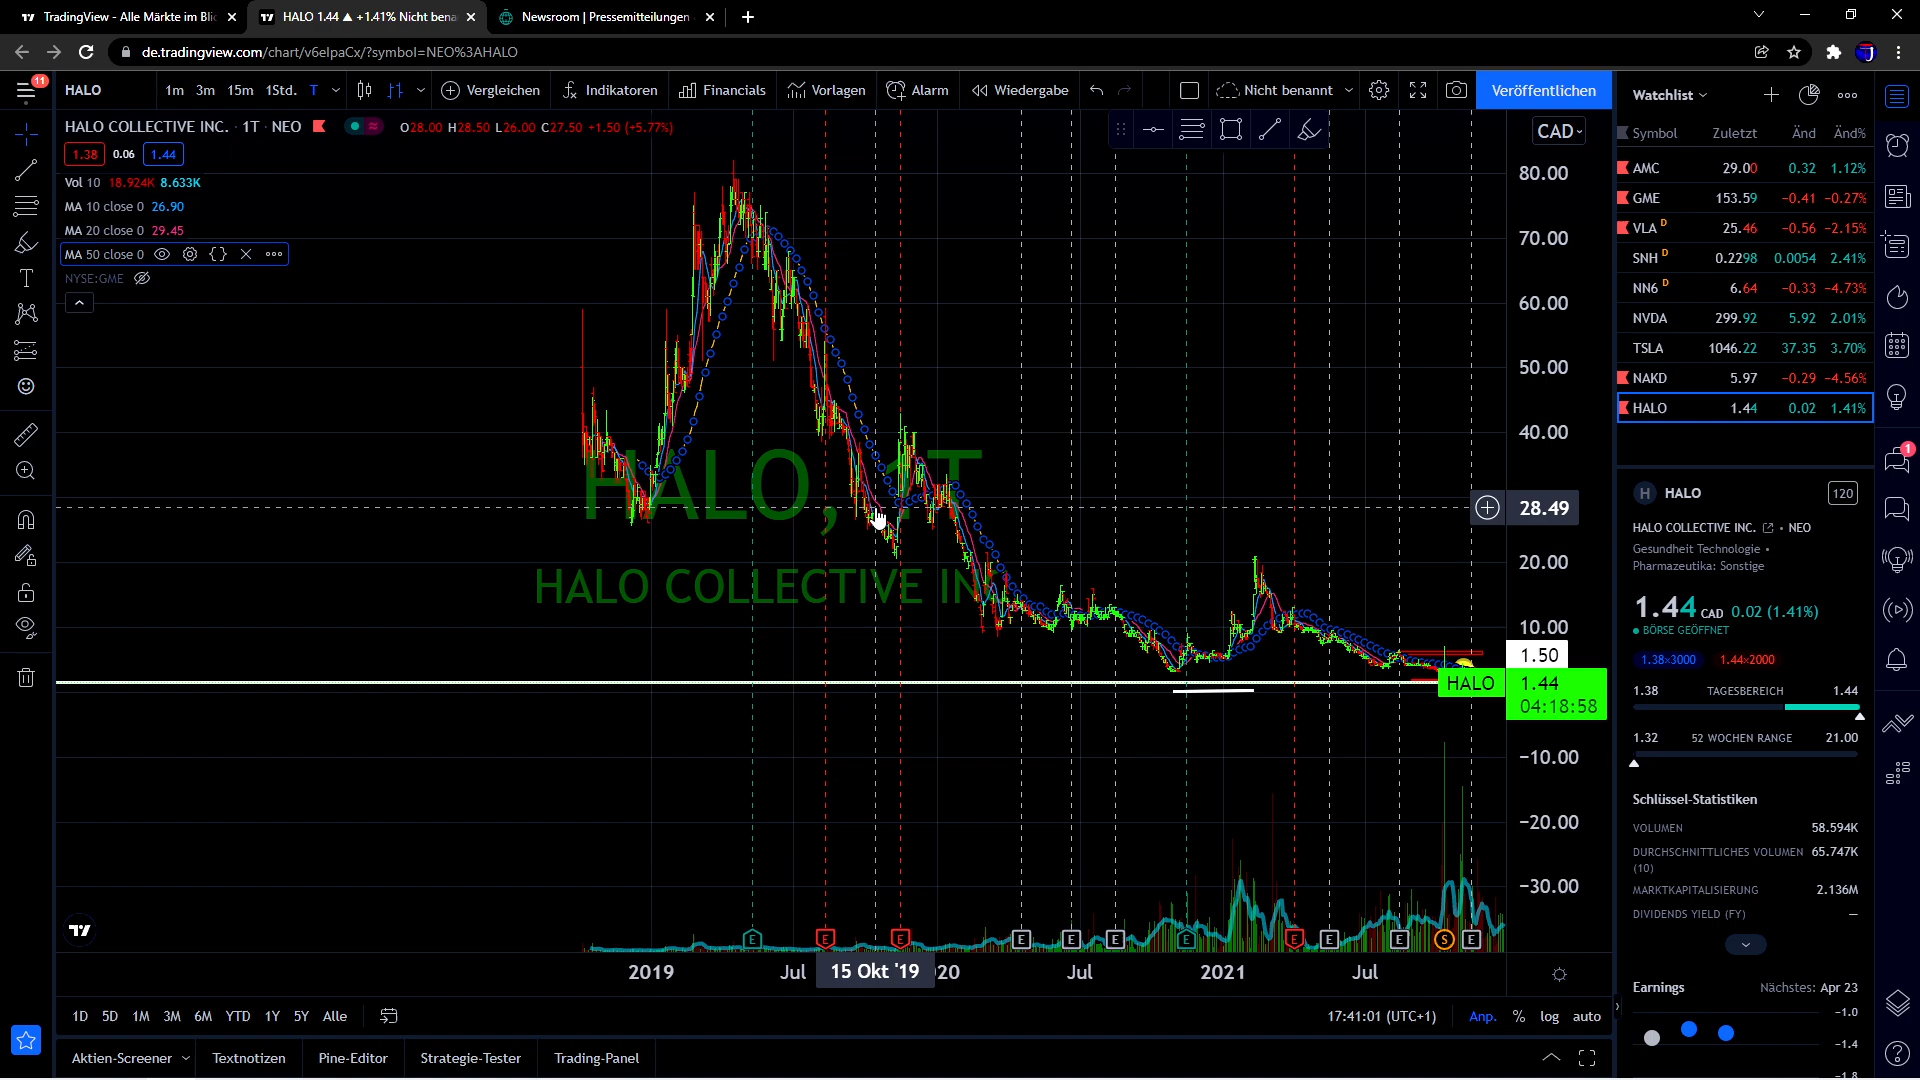 TradingView - Alle Märkte im Bli
HALO 1.44 ▲ +1.41% Nicht bena
Newsroom | Pressemitteilungen
de.tradingview.com/chart/v6elpaCx/?symbol=NEO%3AHALO
11
HALO
1m 3m 15m 1Std. T
Vergleichen
Indikatoren
Financials
Vorlagen
Alarm
Wiedergabe
Nicht benannt
Veröffentlichen
HALO COLLECTIVE INC. · 1T · NEO
O28.00 H28.50 L26.00 C27.50 +1.50 (+5.77%)
1.38 0.06 1.44
Vol 10 18.924K 8.633K
MA 10 close 0 26.90
MA 20 close 0 29.45
MA 50 close 0
NYSE:GME
HALO, 1T
HALO COLLECTIVE IN
CAD
80.00
70.00
60.00
50.00
40.00
28.49
20.00
10.00
1.50
HALO 1.44
04:18:58
−10.00
−20.00
−30.00
E E E E E E E E E E S E
2019 Jul 15 Okt '19 020 Jul 2021 Jul
1D 5D 1M 3M 6M YTD 1Y 5Y Alle
17:41:01 (UTC+1) Anp. % log auto
Aktien-Screener Textnotizen Pine-Editor Strategie-Tester Trading-Panel
Watchlist
Symbol Zuletzt Änd Änd%
AMC 29.00 0.32 1.12%
GME 153.59 −0.41 −0.27%
VLA D 25.46 −0.56 −2.15%
SNH D 0.2298 0.0054 2.41%
NN6 D 6.64 −0.33 −4.73%
NVDA 299.92 5.92 2.01%
TSLA 1046.22 37.35 3.70%
NAKD 5.97 −0.29 −4.56%
HALO 1.44 0.02 1.41%
1
H HALO 120
HALO COLLECTIVE INC. • NEO
Gesundheit Technologie •
Pharmazeutika: Sonstige
1.44 CAD 0.02 (1.41%)
BÖRSE GEÖFFNET
1.38×3000 1.44×2000
1.38 TAGESBEREICH 1.44
1.32 52 WOCHEN RANGE 21.00
Schlüssel-Statistiken
VOLUMEN 58.594K
DURCHSCHNITTLICHES VOLUMEN 65.747K
(10)
MARKTKAPITALISIERUNG 2.136M
DIVIDENDS YIELD (FY) —
Earnings Nächstes: Apr 23
−1.0
−1.4
−1.8